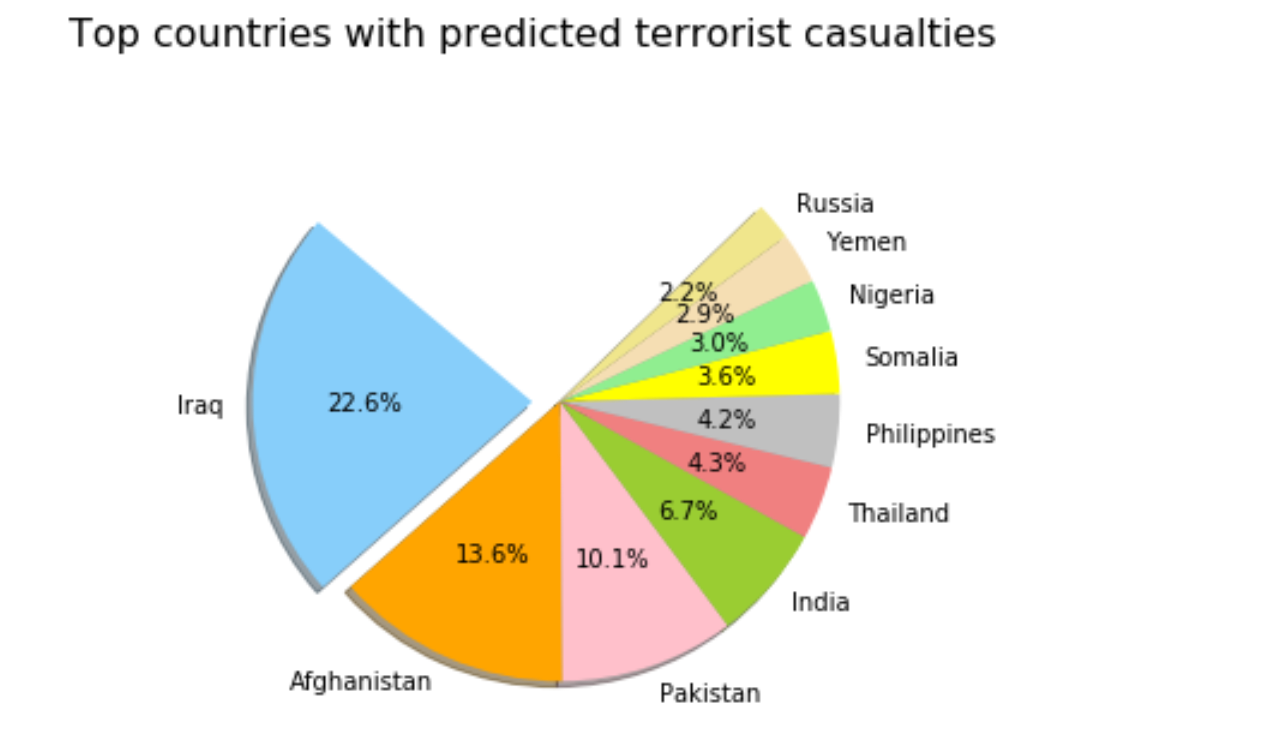 Top countries with predicted terrorist casualties
Russia
Yemen
2.2%
Nigeria
2.9%
3.0%
Somalia
3.6%
Iraq
22.6%
4.2%
Philippines
4.3%
Thailand
6.7%
13.6%
10.1%
India
Afghanistan
Pakistan